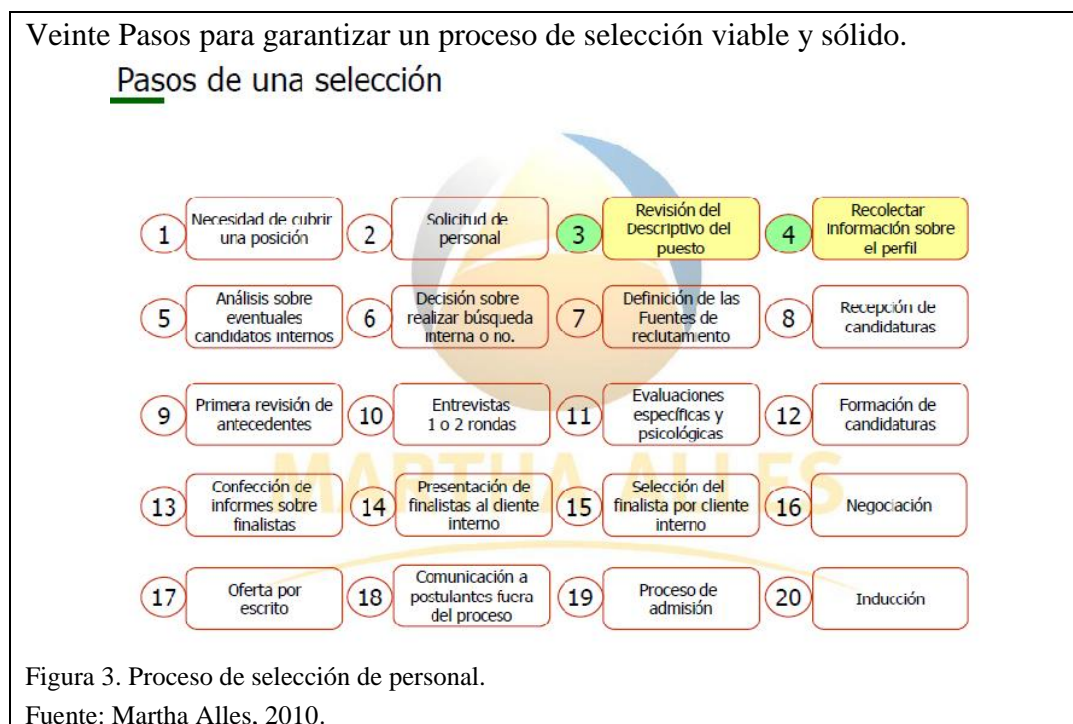 Veinte Pasos para garantizar un proceso de selección viable y sólido.
Pasos de una selección
1
Necesidad de cubrir
una posición
2
Solicitud de
personal
3
Revisión del
Descriptivo del
puesto
4
Recolectar
Información sobre
el perfil
5
Análisis sobre
eventuales
candidatos internos
6
Decisión sobre
realizar búsqueda
interna o no.
7
Definición de las
Fuentes de
reclutamiento
8
Recepción de
candidaturas
9
Primera revisión de
antecedentes
10
Entrevistas
1 o 2 rondas
11
Evaluaciones
específicas y
psicológicas
12
Formación de
candidaturas
13
Confección de
informes sobre
finalistas
14
Presentación de
finalistas al cliente
interno
15
Selección del
finalista por cliente
interno
16
Negociación
17
Oferta por
escrito
18
Comunicación a
postulantes fuera
del proceso
19
Proceso de
admisión
20
Inducción
MARTHA ALLES
Figura 3. Proceso de selección de personal.
Fuente: Martha Alles, 2010.